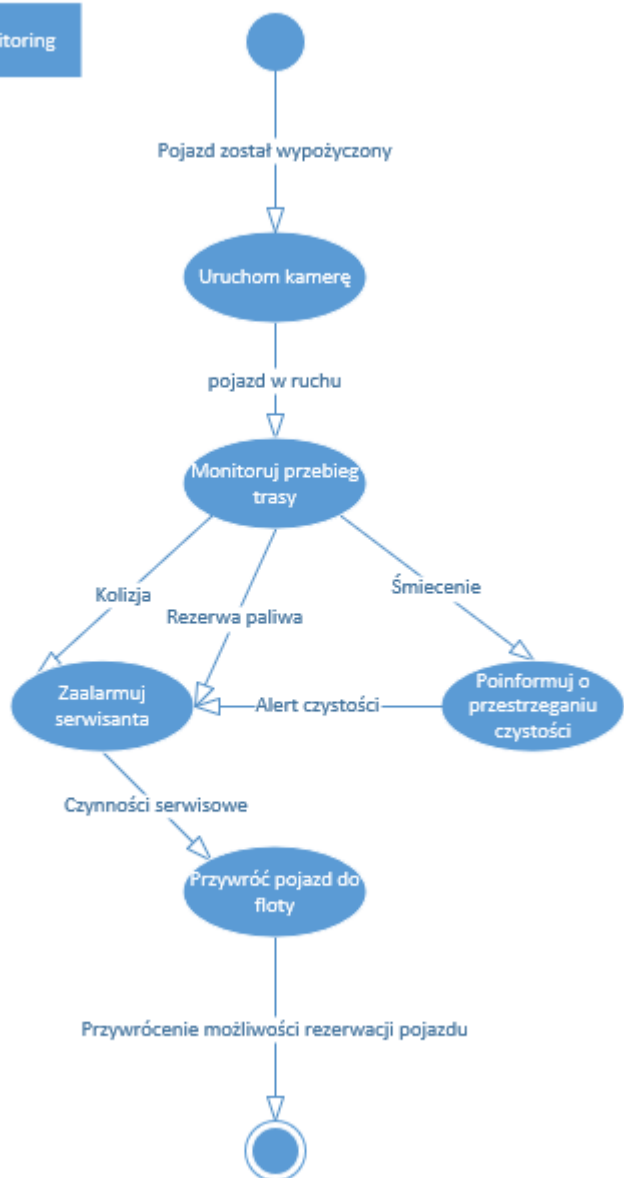 itoring
Pojazd został wypożyczony
Uruchom kamerę
pojazd w ruchu
Monitoruj przebieg
trasy
Kolizja
Rezerwa paliwa
Śmiecenie
Zaalarmuj
serwisanta
Alert czystości
Poinformuj o
przestrzeganiu
czystości
Czynności serwisowe
Przywróć pojazd do
floty
Przywrócenie możliwości rezerwacji pojazdu